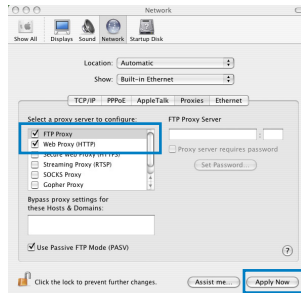 Network
Show All Displays Sound Network Startup Disk
Location: Automatic
Show: Built-in Ethernet
TCP/IP PPPoE AppleTalk Proxies Ethernet
Select a proxy server to configure: FTP Proxy Server
FTP Proxy :
Web Proxy (HTTP)
Secure Web Proxy (HTTPS) Proxy server requires password
Streaming Proxy (RTSP) Set Password...
SOCKS Proxy
Gopher Proxy
Bypass proxy settings for
these Hosts & Domains:
Use Passive FTP Mode (PASV) ?
Click the lock to prevent further changes. Assist me... Apply Now